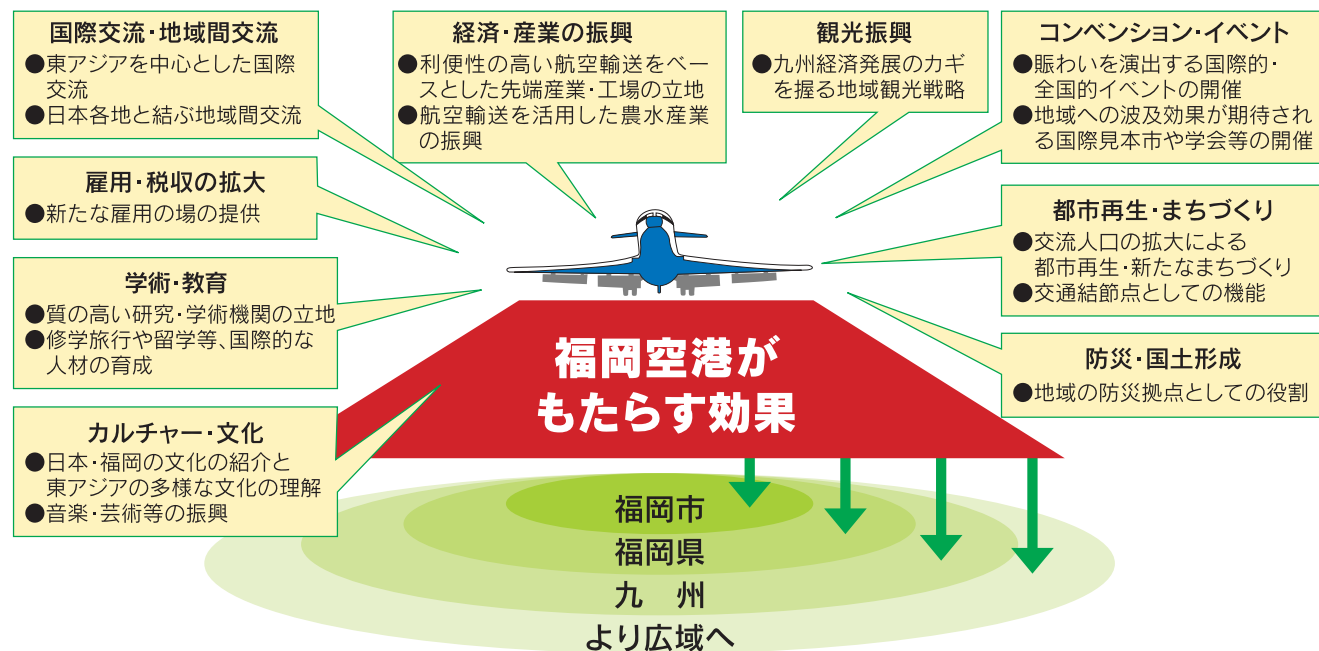 国際交流・地域間交流
●東アジアを中心とした国際
交流
●日本各地と結ぶ地域間交流
経済・産業の振興
●利便性の高い航空輸送をベー
スとした先端産業・工場の立地
●航空輸送を活用した農水産業
の振興
観光振興
●九州経済発展のカギ
を握る地域観光戦略
コンベンション・イベント
●賑わいを演出する国際的・
全国的イベントの開催
●地域への波及効果が期待され
る国際見本市や学会等の開催
雇用・税収の拡大
●新たな雇用の場の提供
都市再生・まちづくり
●交流人口の拡大による
都市再生・新たなまちづくり
●交通結節点としての機能
学術・教育
●質の高い研究・学術機関の立地
●修学旅行や留学等、国際的な
人材の育成
防災・国土形成
●地域の防災拠点としての役割
カルチャー・文化
●日本・福岡の文化の紹介と
東アジアの多様な文化の理解
●音楽・芸術等の振興
福岡空港が
もたらす効果
福岡市
福岡県
九　州
より広域へ